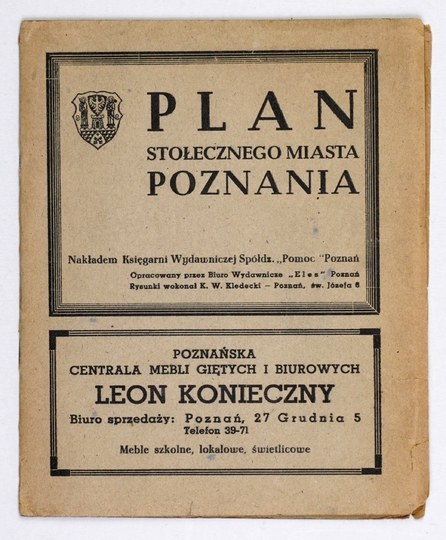 PLAN
STOŁECZNEGO MIASTA
POZNANIA
Nakładem Księgarni Wydawniczej Spółdz. „Pomoc “Poznań
Opracowany przez Biuro Wydawnicze „Eles" Poznań
Rysunki wokonał K. W. Kledecki – Poznań, św. Józefa 6
POZNAŃSKA
CENTRALA MEBLI GIĘTYCH I BIUROWYCH
LEON KONIECZNY
Biuro sprzedaży: Poznań, 27 Grudnia 5
Telefon 39-71
Meble szkolne, lokalowe, świetlicowe